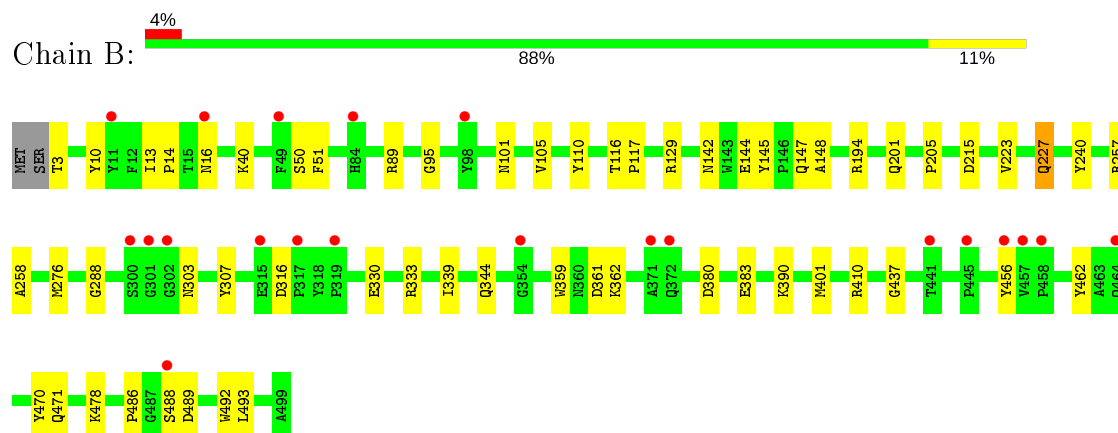 4%
Chain B:
88% 11%
MET SER T3 Y10 Y11 F12 I13 P14 T15 N16 K40 F49 S50 F51 H84 R89 G95 Y98 N101 V105 Y110 T116 P117 R129 N142 W143 E144 Y145 P146 Q147 A148 R194 Q201 P205 D215 V223 Q227 Y240 R257
A258 M276 G288 S300 G301 G302 N303 Y307 E315 D316 P317 Y318 P319 E330 R333 I339 Q344 G354 W359 N360 D361 K362 A371 Q372 D380 E383 K390 M401 R410 G437 T441 P445 Y456 V457 P458 Y462 A463 Q464
Y470 Q471 K478 P486 G487 S488 D489 W492 L493 A499